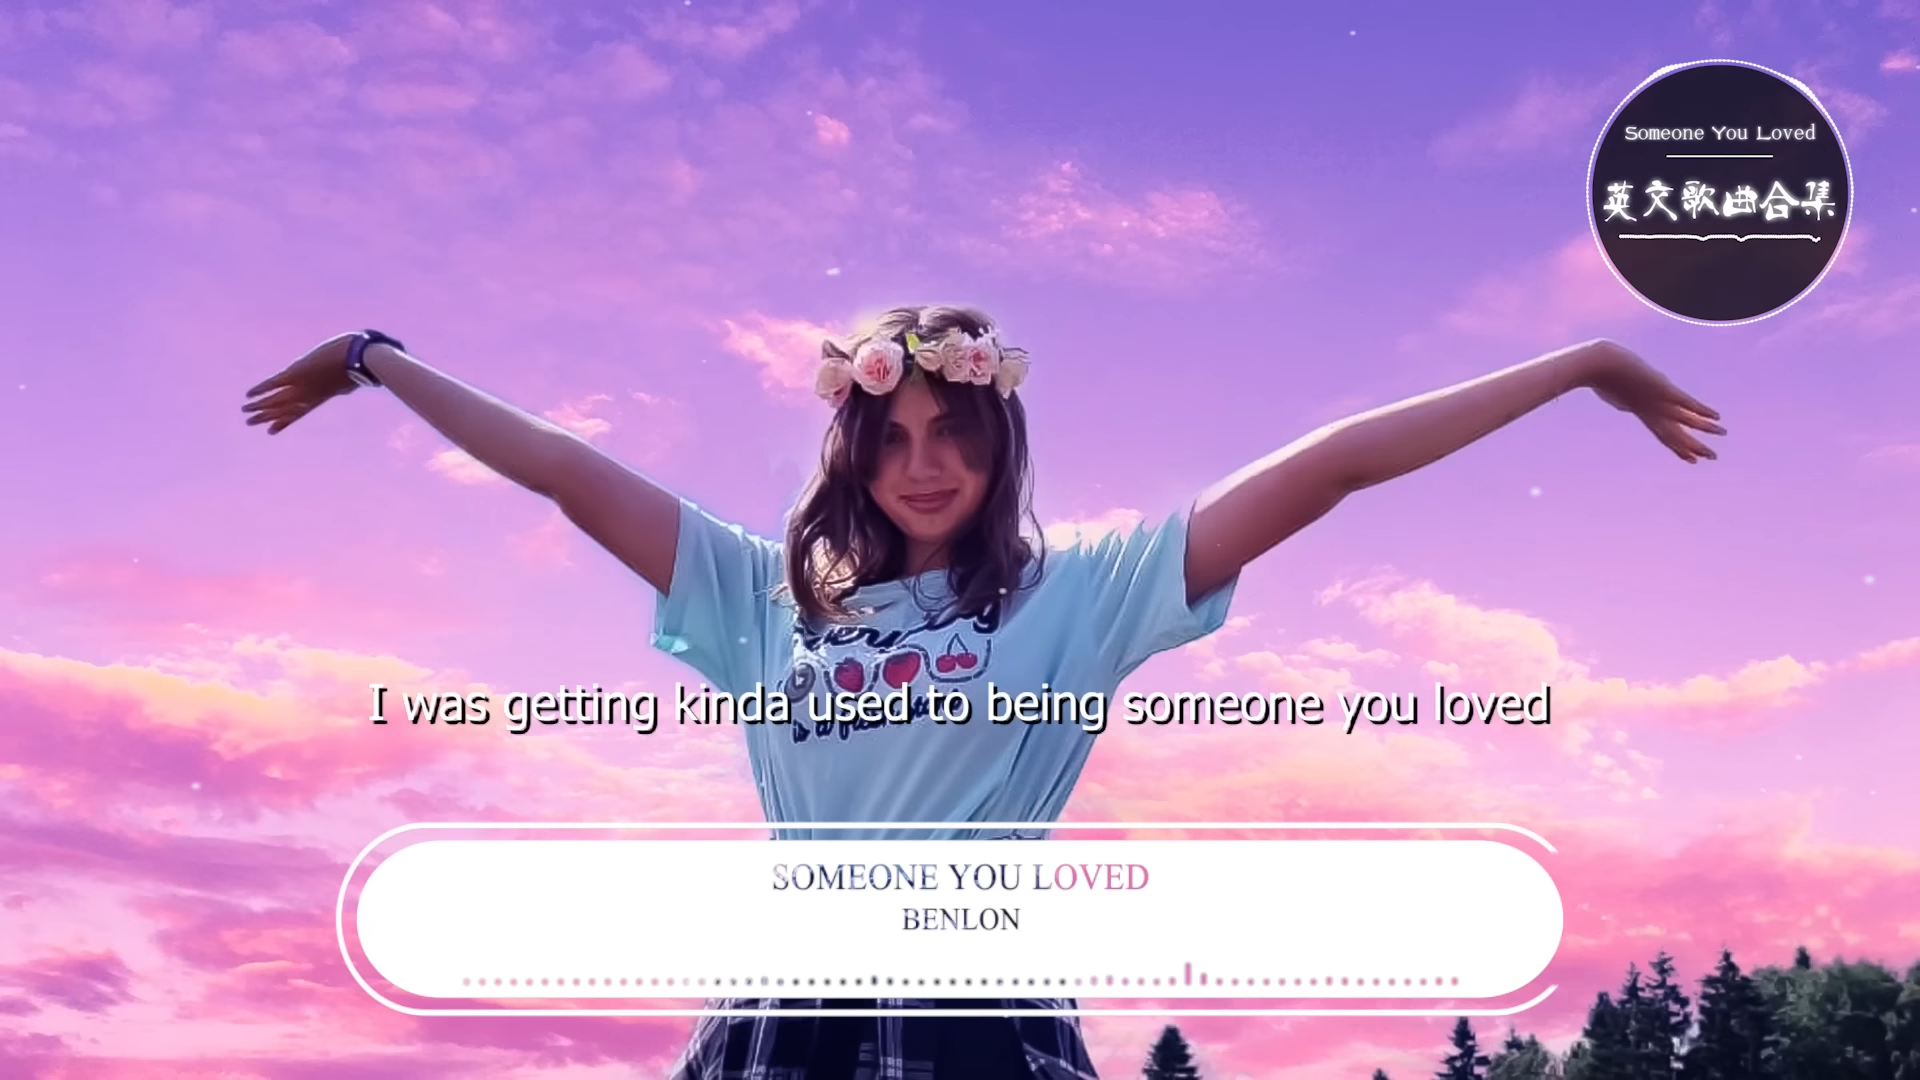 Someone You Loved
英文歌曲合集
I was getting kinda used to being someone you loved
SOMEONE YOU LOVED
BENLON